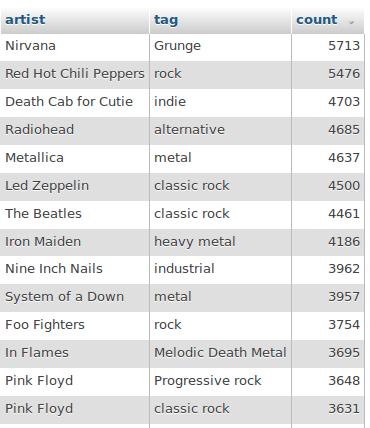 artist tag count
Nirvana Grunge 5713
Red Hot Chili Peppers rock 5476
Death Cab for Cutie indie 4703
Radiohead alternative 4685
Metallica metal 4637
Led Zeppelin classic rock 4500
The Beatles classic rock 4461
Iron Maiden heavy metal 4186
Nine Inch Nails industrial 3962
System of a Down metal 3957
Foo Fighters rock 3754
In Flames Melodic Death Metal 3695
Pink Floyd Progressive rock 3648
Pink Floyd classic rock 3631